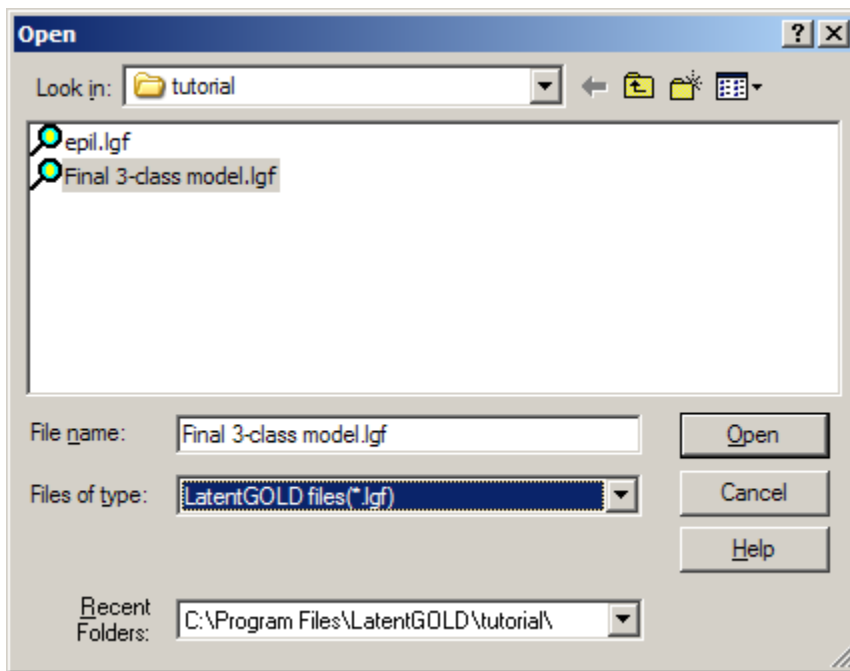 Open
Look in: tutorial
epil.lgf
Final 3-class model.lgf
File name: Final 3-class model.lgf Open
Files of type: LatentGOLD files(*.lgf) Cancel
Help
Recent
Folders: C:\Program Files\LatentGOLD\tutorial\